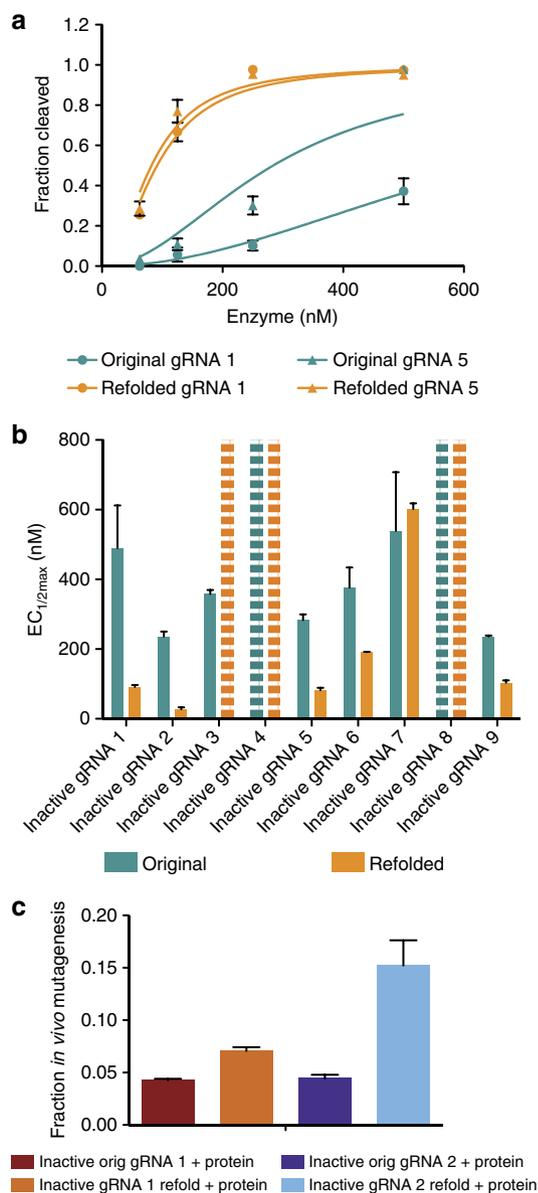 a
1.2
1.0
0.8
0.6
0.4
0.2
0.0
Fraction cleaved
0 200 400 600
Enzyme (nM)
Original gRNA 1 Original gRNA 5
Refolded gRNA 1 Refolded gRNA 5
b
800
600
400
200
0
EC1/2max (nM)
Inactive gRNA 1
Inactive gRNA 2
Inactive gRNA 3
Inactive gRNA 4
Inactive gRNA 5
Inactive gRNA 6
Inactive gRNA 7
Inactive gRNA 8
Inactive gRNA 9
Original Refolded
c
0.20
0.15
0.10
0.05
0.00
Fraction in vivo mutagenesis
Inactive orig gRNA 1 + protein Inactive orig gRNA 2 + protein
Inactive gRNA 1 refold + protein Inactive gRNA 2 refold + protein